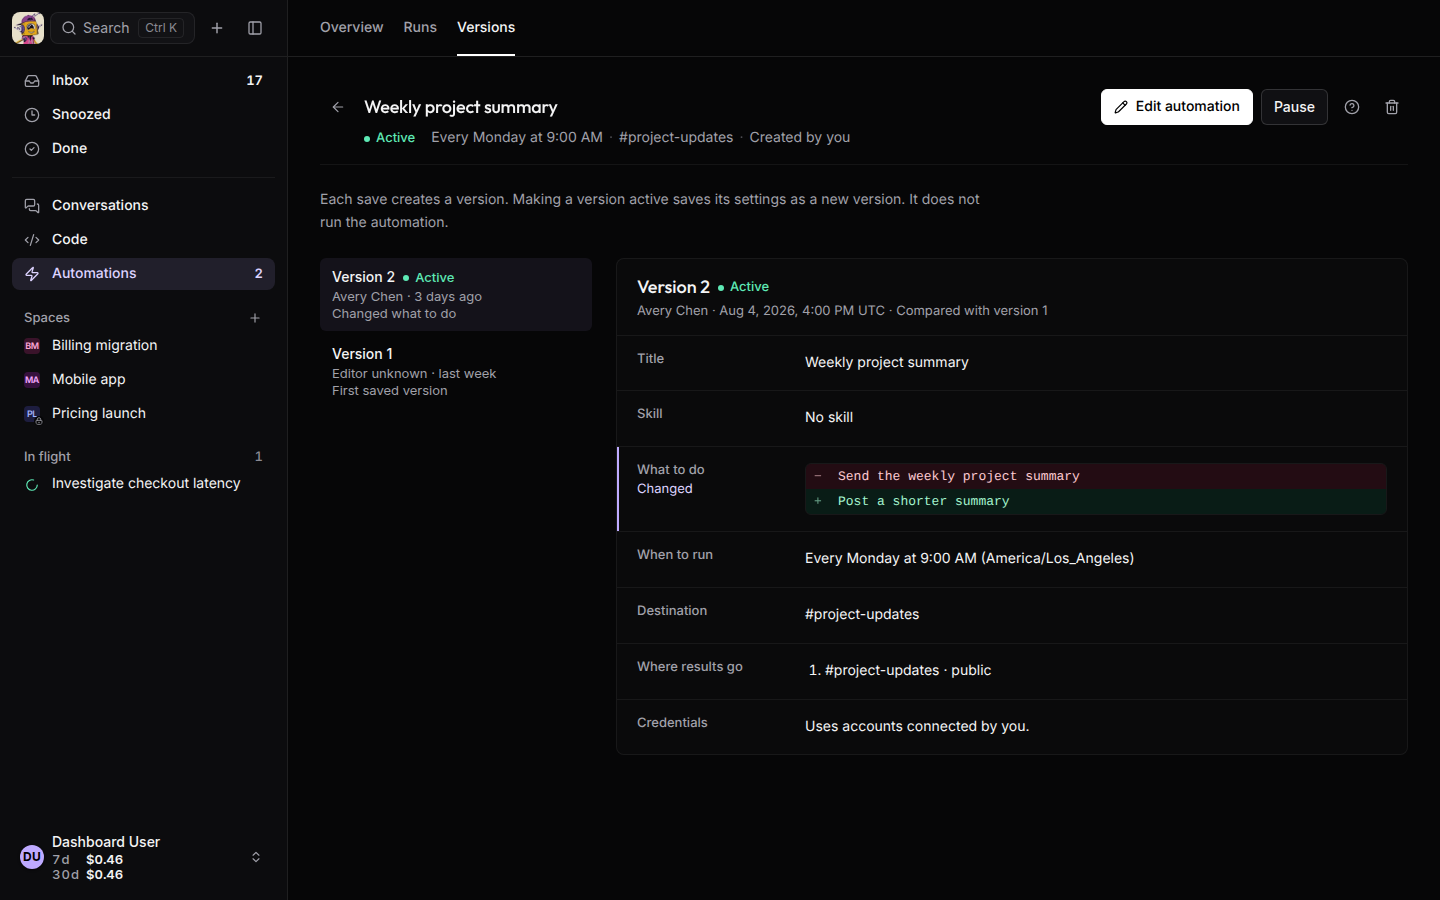 Search Ctrl K
Overview Runs Versions
Inbox 17
Snoozed
Done
Conversations
Code
Automations 2
Spaces
BM Billing migration
MA Mobile app
PL Pricing launch
In flight 1
Investigate checkout latency
DU Dashboard User
7d $0.46
30d $0.46
Weekly project summary
Edit automation
Pause
Active Every Monday at 9:00 AM · #project-updates · Created by you
Each save creates a version. Making a version active saves its settings as a new version. It does not
run the automation.
Version 2 Active
Avery Chen · 3 days ago
Changed what to do
Version 1
Editor unknown · last week
First saved version
Version 2 Active
Avery Chen · Aug 4, 2026, 4:00 PM UTC · Compared with version 1
Title Weekly project summary
Skill No skill
What to do
Changed
− Send the weekly project summary
+ Post a shorter summary
When to run Every Monday at 9:00 AM (America/Los_Angeles)
Destination #project-updates
Where results go 1. #project-updates · public
Credentials Uses accounts connected by you.